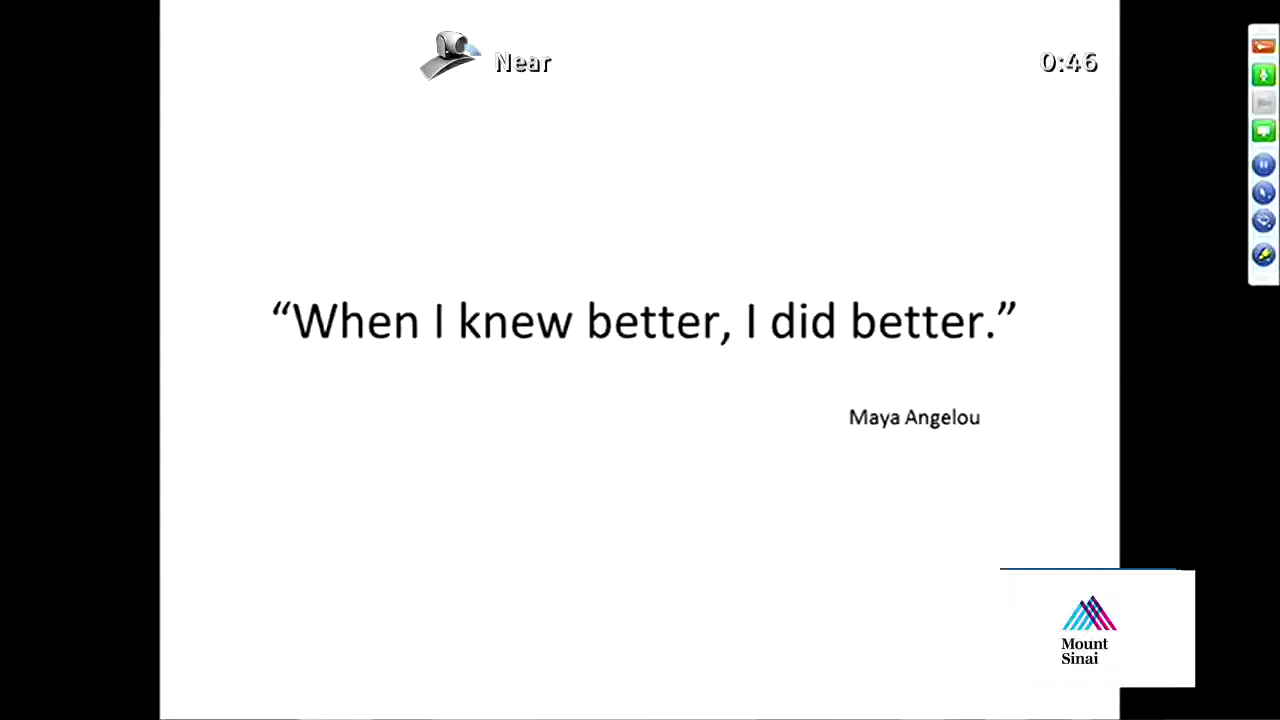 Near
0:46
“When I knew better, I did better.”
Maya Angelou
Mount
Sinai